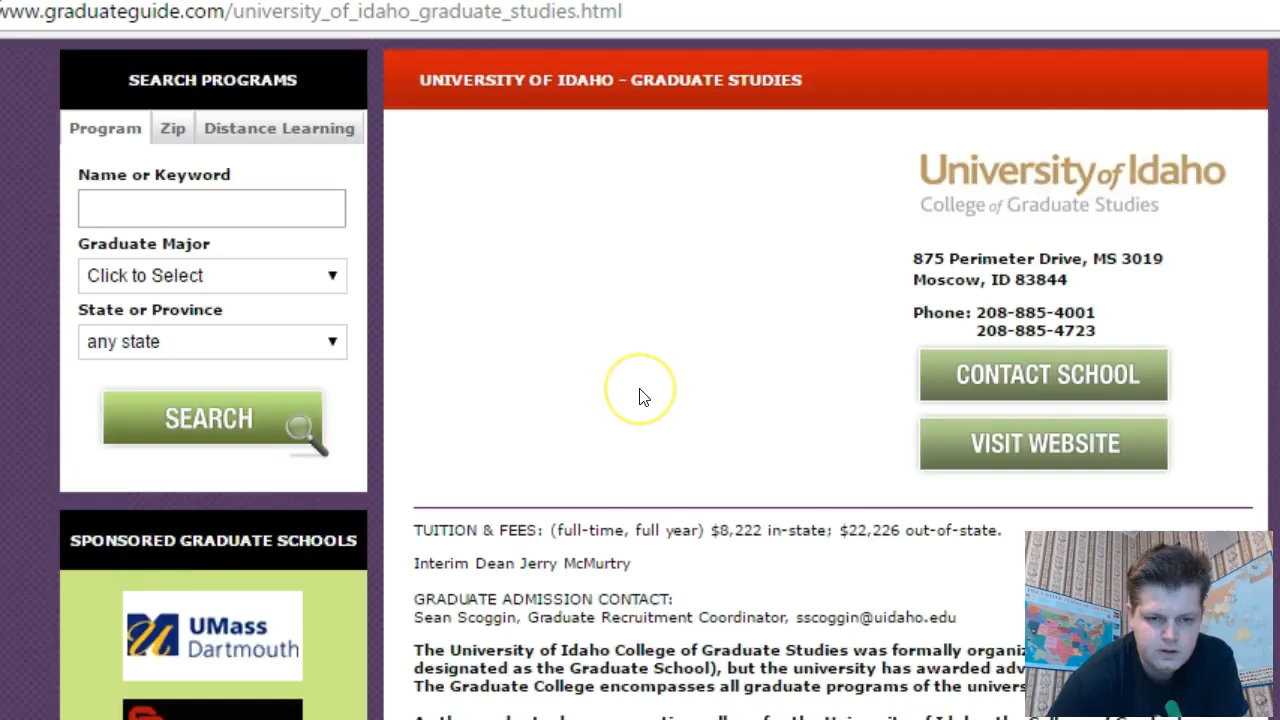 www.graduateguide.com/university_of_idaho_graduate_studies.html
SEARCH PROGRAMS
Program Zip Distance Learning
Name or Keyword
Graduate Major
Click to Select
State or Province
any state
SEARCH
SPONSORED GRADUATE SCHOOLS
UMass
Dartmouth
UNIVERSITY OF IDAHO - GRADUATE STUDIES
University of Idaho
College of Graduate Studies
875 Perimeter Drive, MS 3019
Moscow, ID 83844
Phone: 208-885-4001
208-885-4723
CONTACT SCHOOL
VISIT WEBSITE
TUITION & FEES: (full-time, full year) $8,222 in-state; $22,226 out-of-state.
Interim Dean Jerry McMurtry
GRADUATE ADMISSION CONTACT:
Sean Scoggin, Graduate Recruitment Coordinator, sscoggin@uidaho.edu
The University of Idaho College of Graduate Studies was formally organiz
designated as the Graduate School), but the university has awarded adv
The Graduate College encompasses all graduate programs of the univers